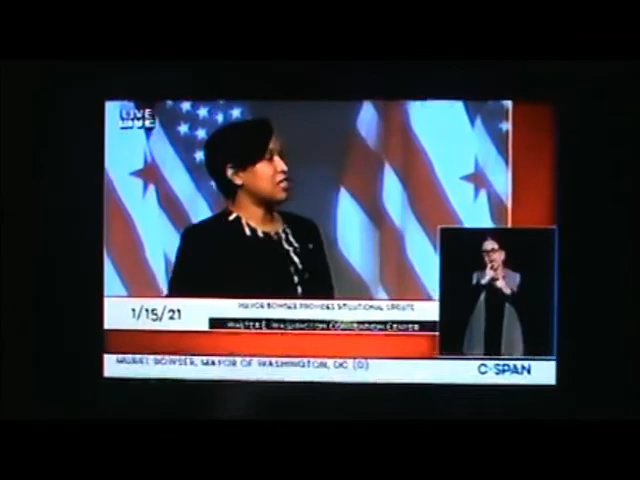 LIVE
MAYOR BOWSER PROVIDES SITUATIONAL UPDATE
1/15/21
WALTER E WASHINGTON CONVENTION CENTER
MURIEL BOWSER, MAYOR OF WASHINGTON, DC (D)
C-SPAN